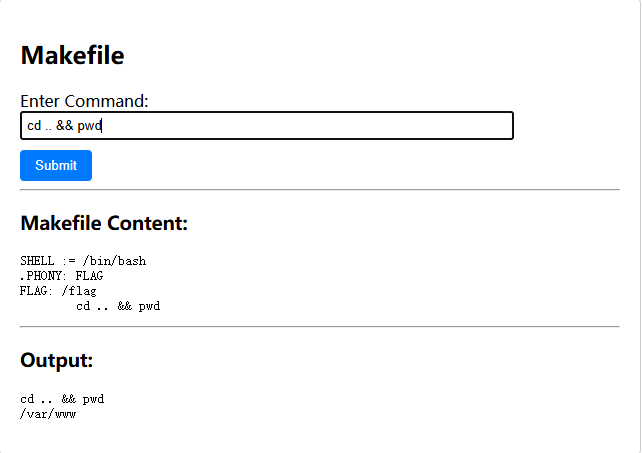 Makefile
Enter Command:
cd .. && pwd
Submit
Makefile Content:
SHELL := /bin/bash
.PHONY: FLAG
FLAG: /flag
        cd .. && pwd
Output:
cd .. && pwd
/var/www